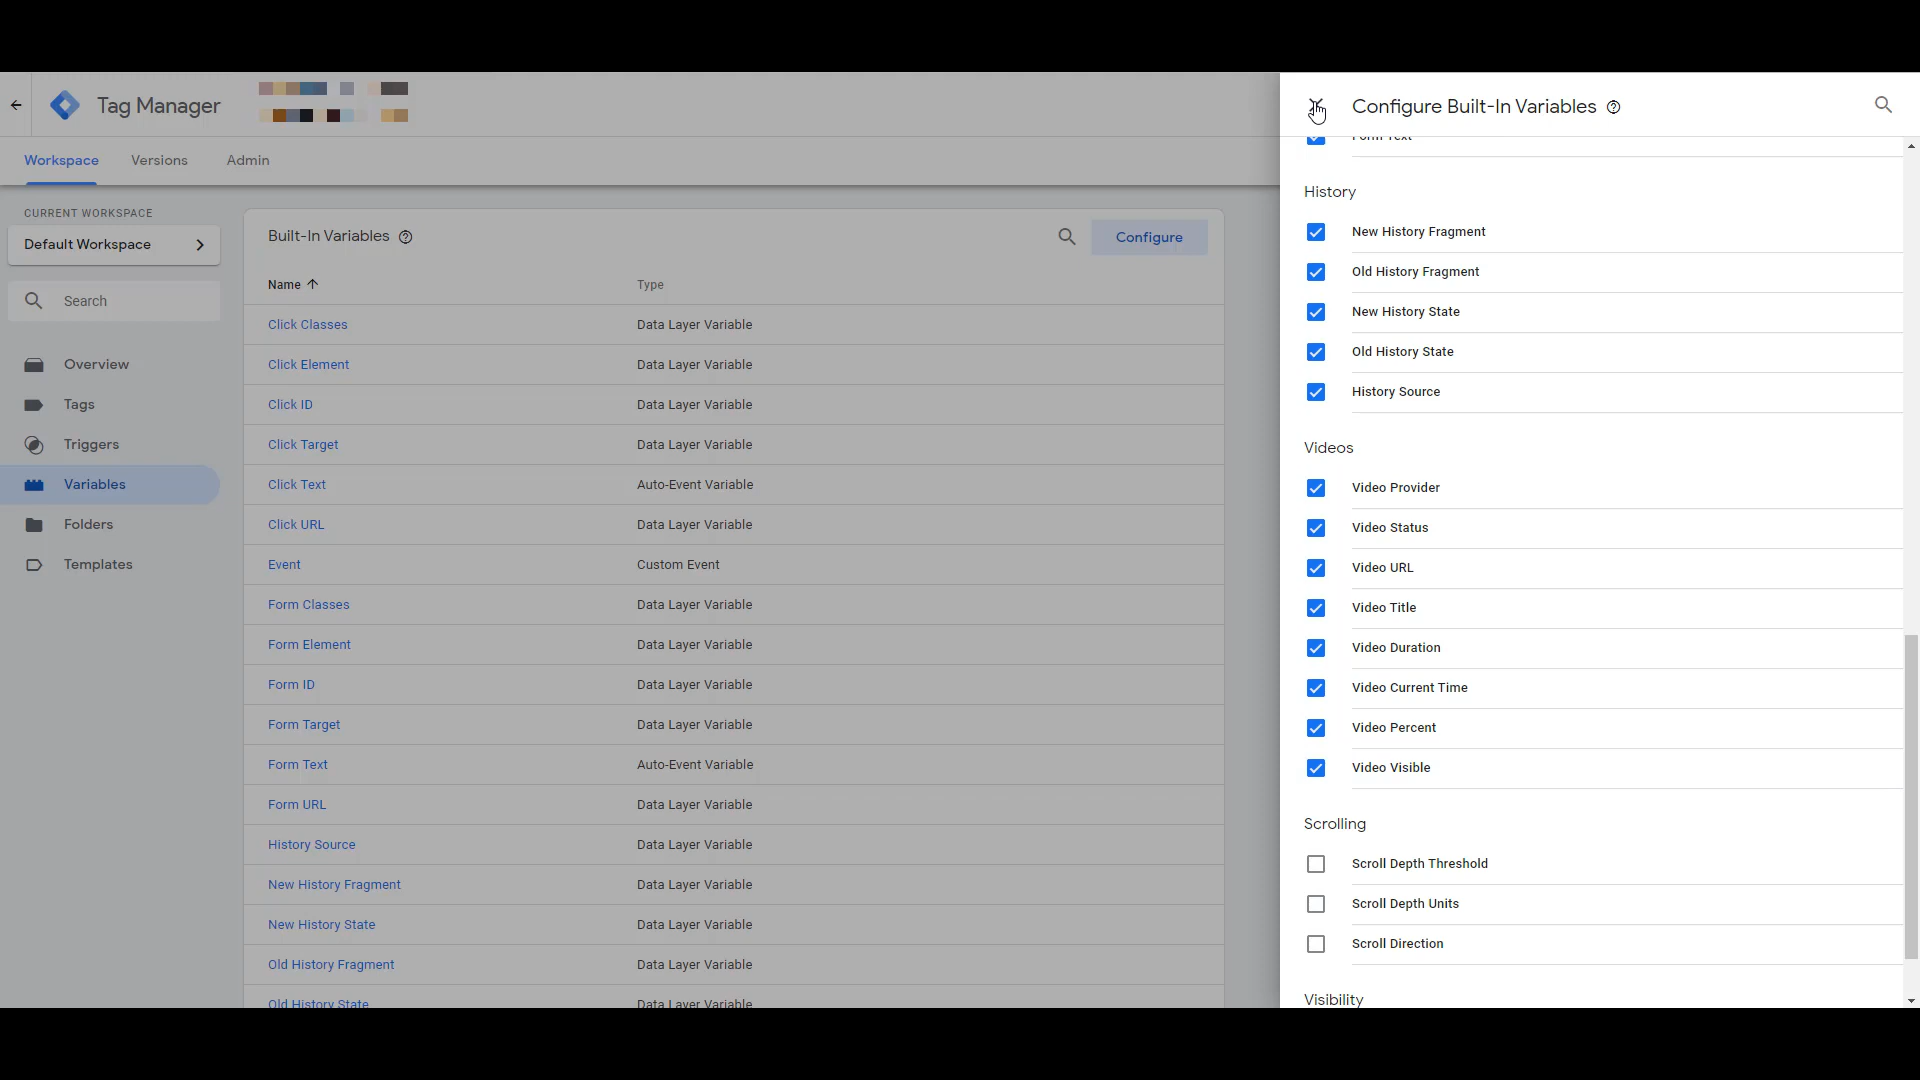 Tag Manager
Workspace
Versions
Admin
CURRENT WORKSPACE
Default Workspace
Search
Overview
Tags
Triggers
Variables
Folders
Templates
Built-In Variables
Configure
Name Type
Click Classes Data Layer Variable
Click Element Data Layer Variable
Click ID Data Layer Variable
Click Target Data Layer Variable
Click Text Auto-Event Variable
Click URL Data Layer Variable
Event Custom Event
Form Classes Data Layer Variable
Form Element Data Layer Variable
Form ID Data Layer Variable
Form Target Data Layer Variable
Form Text Auto-Event Variable
Form URL Data Layer Variable
History Source Data Layer Variable
New History Fragment Data Layer Variable
New History State Data Layer Variable
Old History Fragment Data Layer Variable
Old History State Data Layer Variable
Configure Built-In Variables
Form Text
History
New History Fragment
Old History Fragment
New History State
Old History State
History Source
Videos
Video Provider
Video Status
Video URL
Video Title
Video Duration
Video Current Time
Video Percent
Video Visible
Scrolling
Scroll Depth Threshold
Scroll Depth Units
Scroll Direction
Visibility